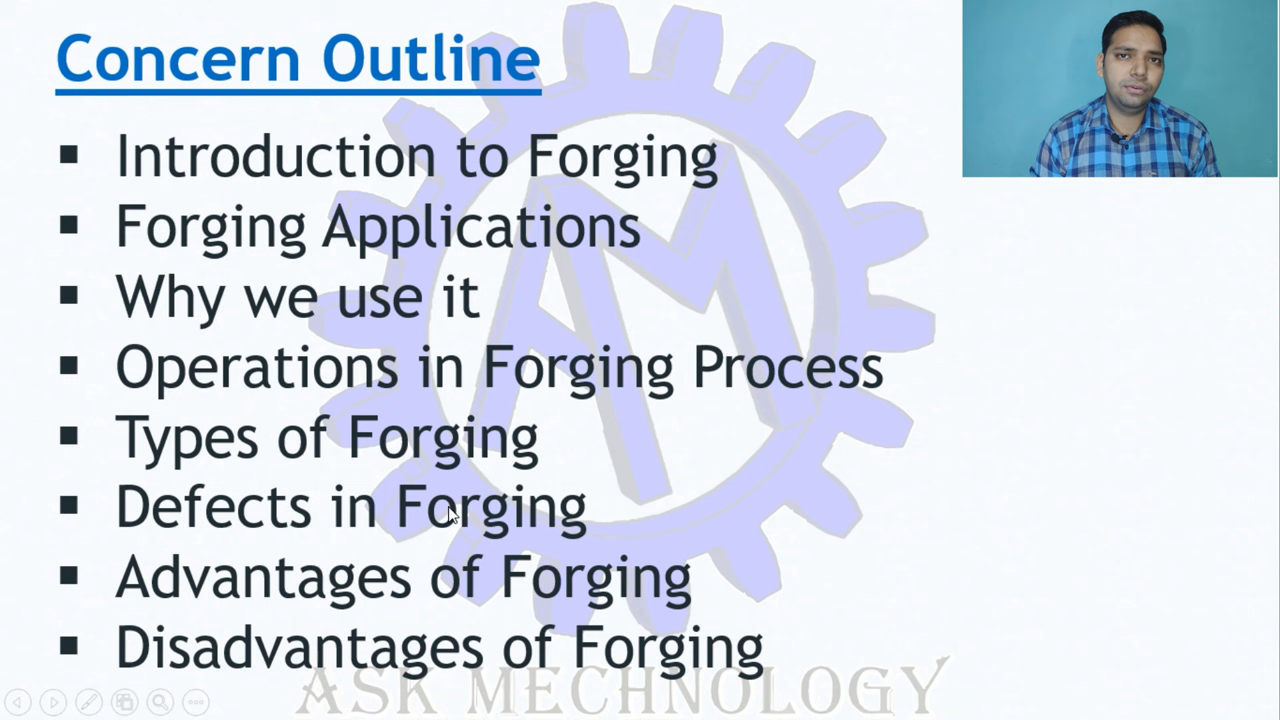 Concern Outline
▪ Introduction to Forging
▪ Forging Applications
▪ Why we use it
▪ Operations in Forging Process
▪ Types of Forging
▪ Defects in Forging
▪ Advantages of Forging
▪ Disadvantages of Forging
ASK MECHNOLOGY